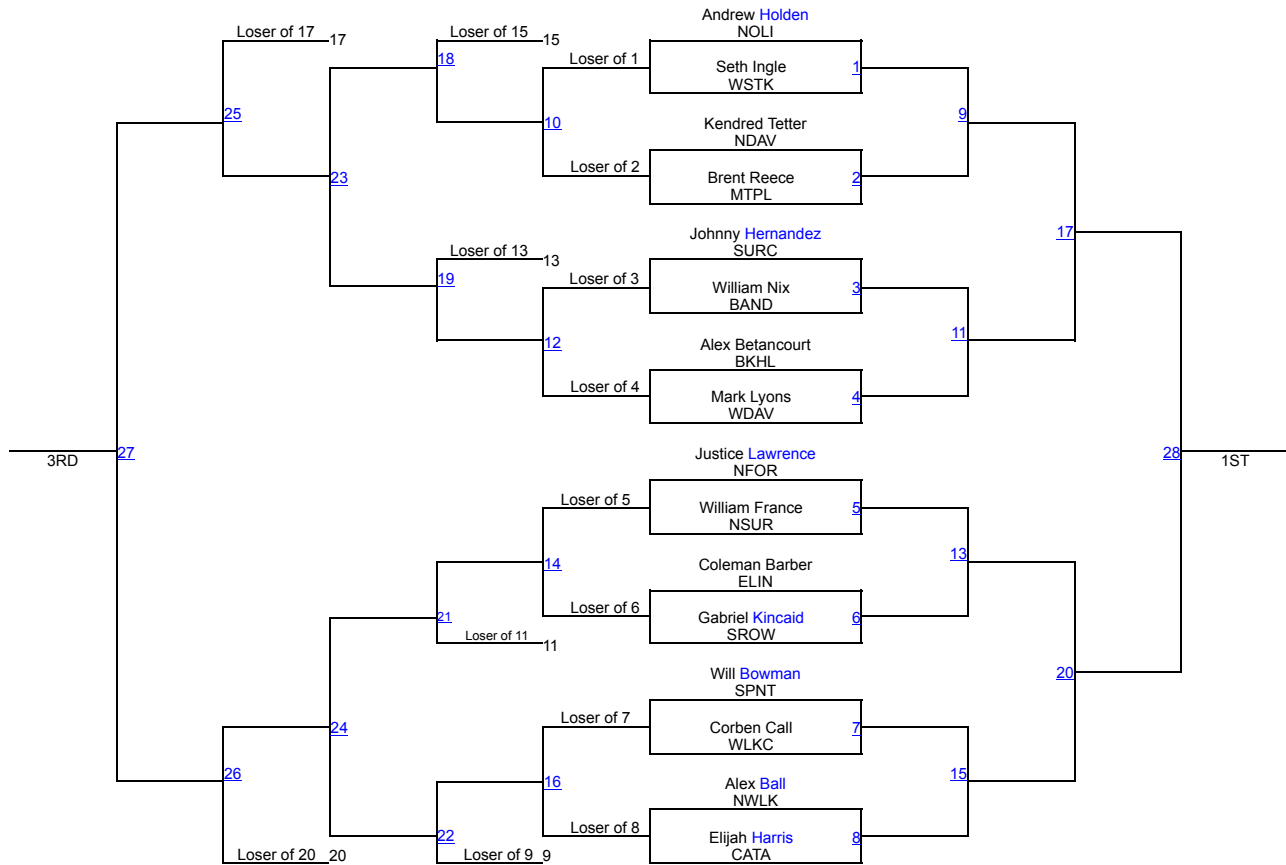 Andrew Holden
Loser of 17 17
Loser of 15 15
NOLI
18
Loser of 1
Seth Ingle
1
WSTK
25
10
Kendred Tetter
9
NDAV
23
Loser of 2
Brent Reece
2
MTPL
Johnny Hernandez
17
Loser of 13 13
SURC
19
Loser of 3
William Nix
3
BAND
12
Alex Betancourt
11
BKHL
Loser of 4
Mark Lyons
4
WDAV
3RD
27
Justice Lawrence
28
1ST
NFOR
Loser of 5
William France
5
NSUR
14
Coleman Barber
13
ELIN
21
Loser of 6
Gabriel Kincaid
6
Loser of 11 11
SROW
Will Bowman
20
SPNT
24
Loser of 7
Corben Call
7
WLKC
26
16
Alex Ball
15
NWLK
22
Loser of 8
Elijah Harris
8
Loser of 20 20
Loser of 9 9
CATA